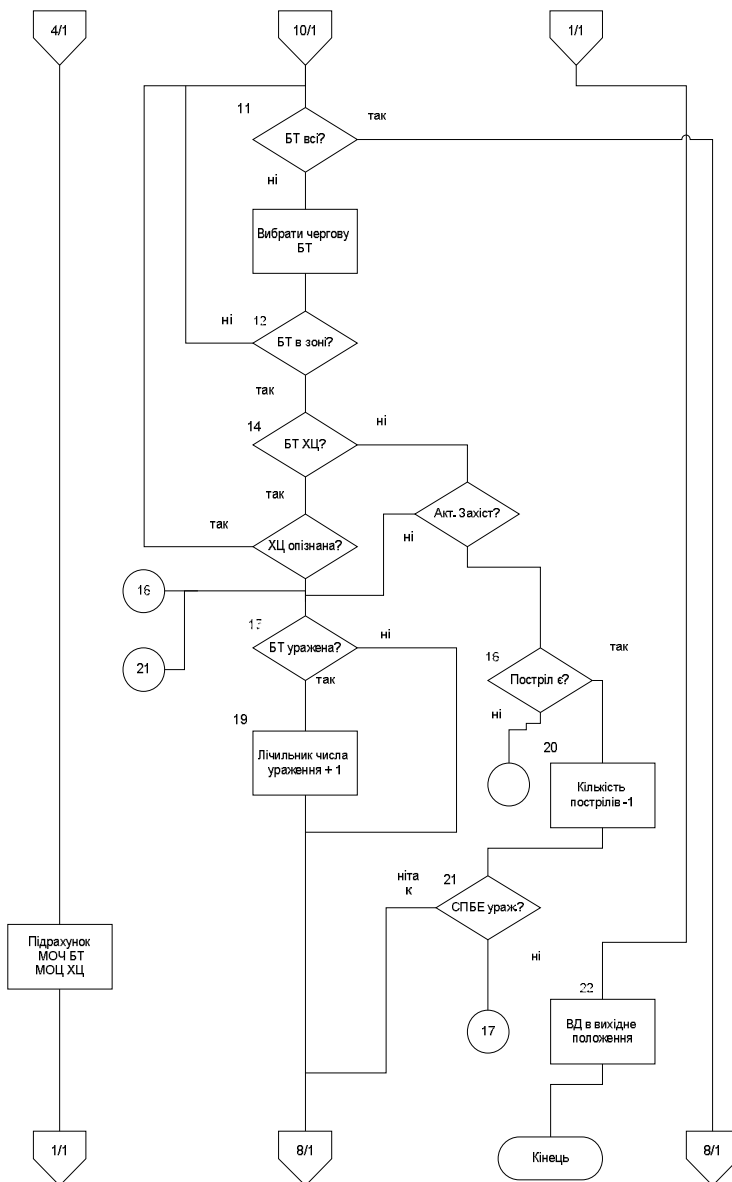 4/1
10/1
1/1
11
БТ всі?
так
ні
Вибрати чергову
БТ
ні
12
БТ в зоні?
так
14
БТ ХЦ?
ні
так
так
ХЦ опізнана?
Акт. Захіст?
ні
16
21
БТ уражена?
ні
так
16
Постріл є?
так
ні
19
Лічильник числа
ураження + 1
20
Кількість
пострілів -1
ніта
к
21
СПБЕ ураж.?
ні
17
Підрахунок
МОЧ БТ
МОЦ ХЦ
22
ВД в вихідне
положення
1/1
8/1
Кінець
8/1